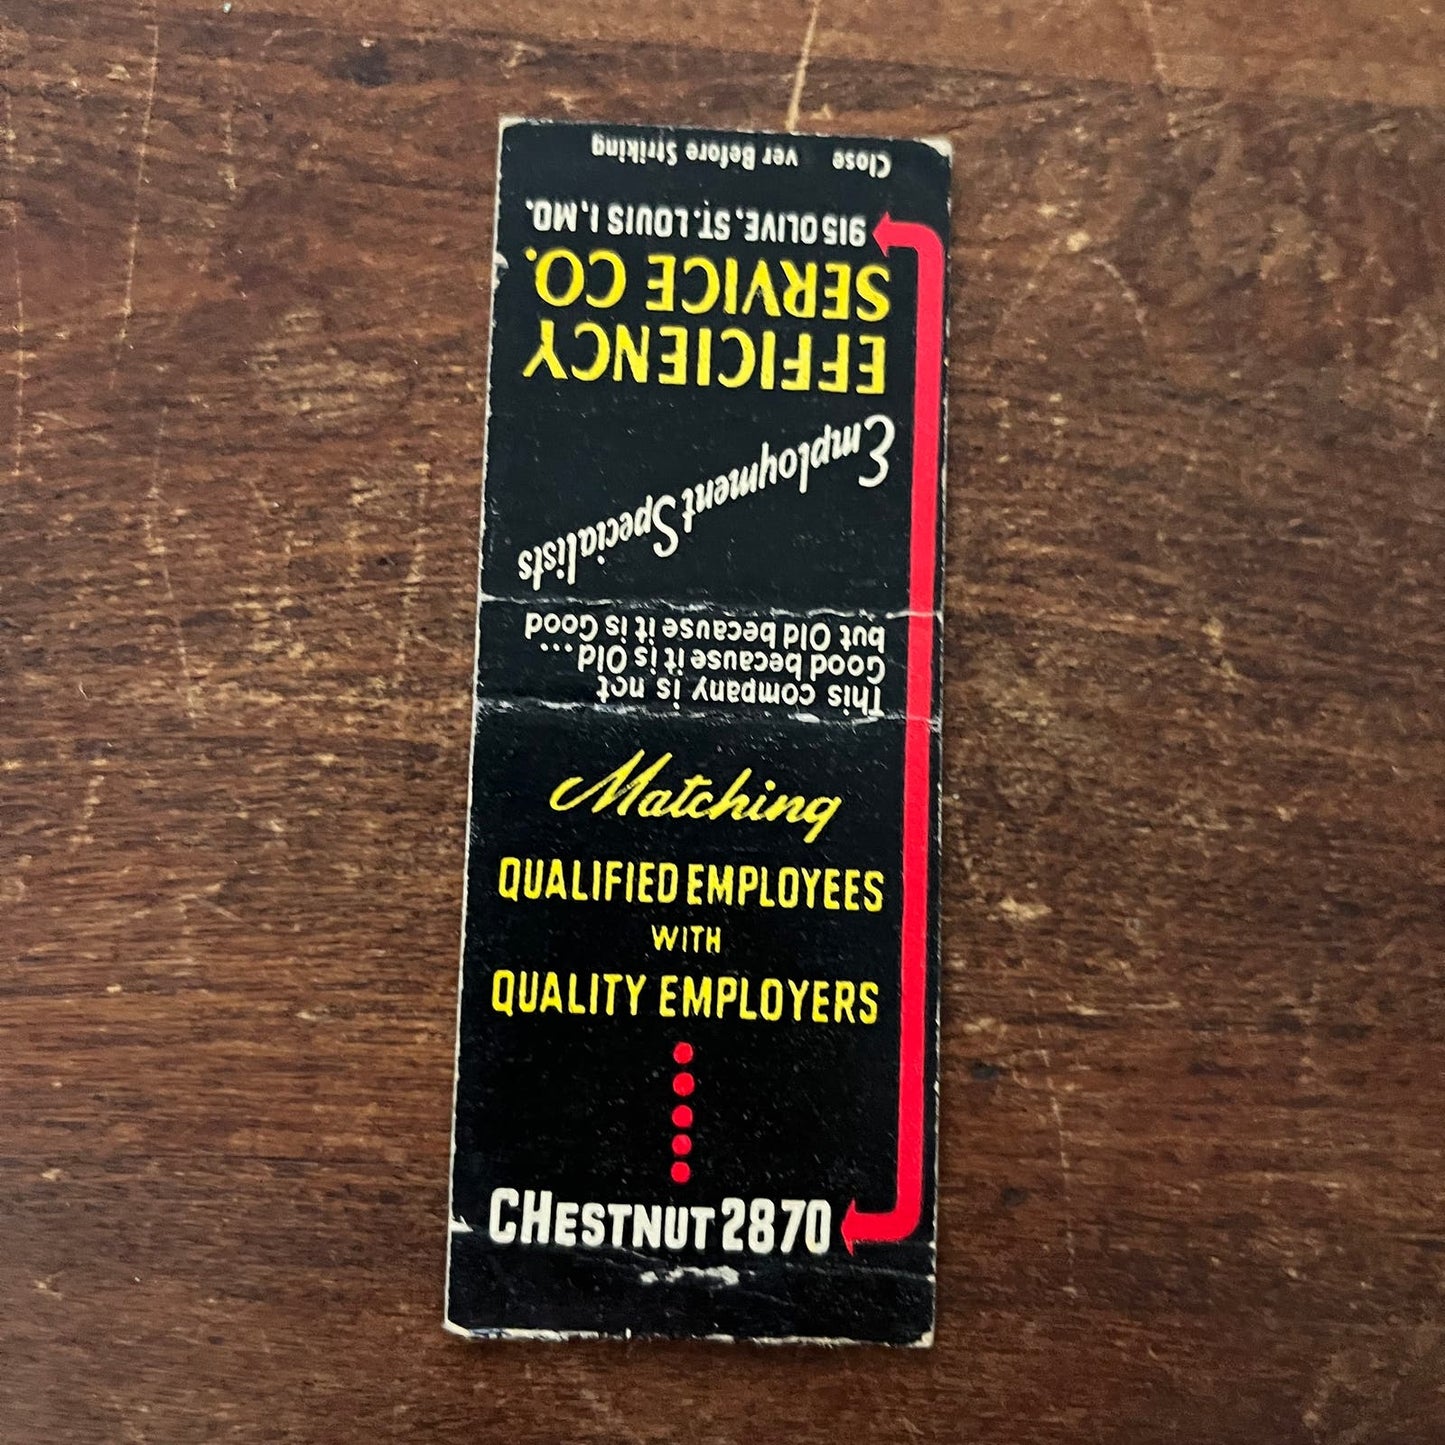 Matching
QUALIFIED EMPLOYEES
WITH
QUALITY EMPLOYERS
CHESTNUT 2870
This company is not
Good because it is Old...
but Old because it is Good
Employment Specialists
EFFICIENCY
SERVICE CO.
915 OLIVE, ST. LOUIS 1, MO.
Close ver Before Striking